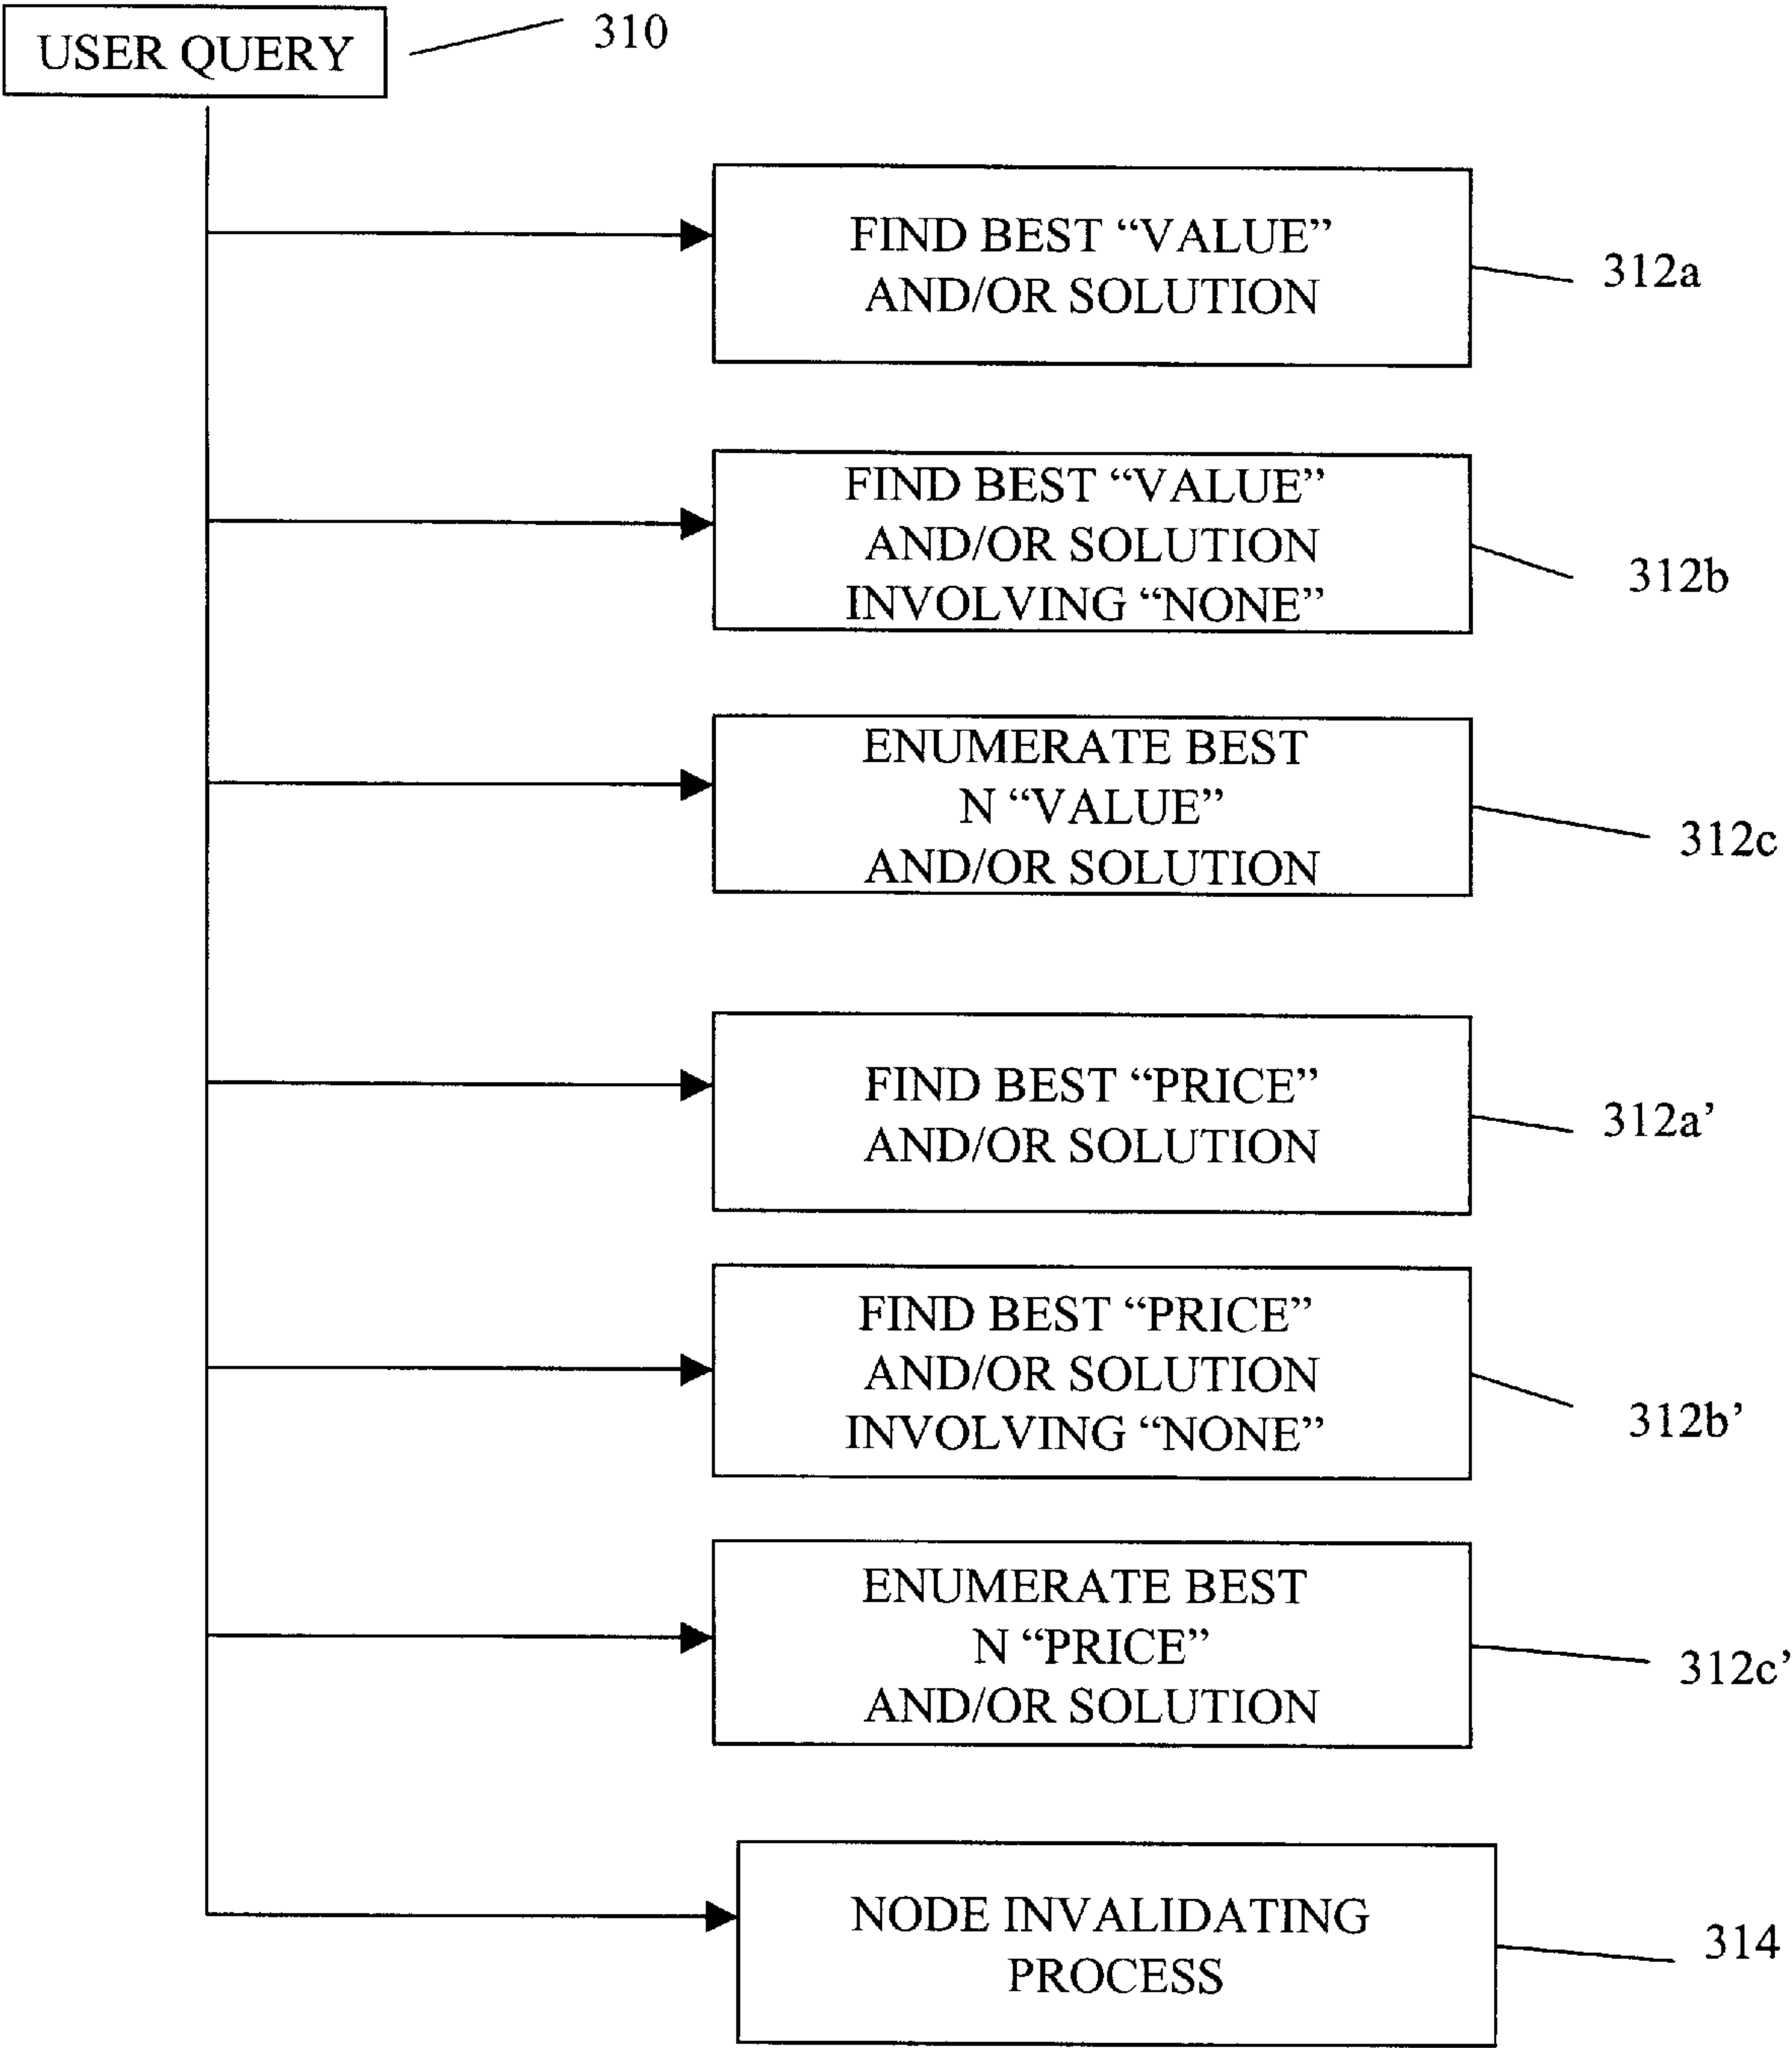 USER QUERY
310
FIND BEST “VALUE”
AND/OR SOLUTION
312a
FIND BEST “VALUE”
AND/OR SOLUTION
INVOLVING “NONE”
312b
ENUMERATE BEST
N “VALUE”
AND/OR SOLUTION
312c
FIND BEST “PRICE”
AND/OR SOLUTION
312a’
FIND BEST “PRICE”
AND/OR SOLUTION
INVOLVING “NONE”
312b’
ENUMERATE BEST
N “PRICE”
AND/OR SOLUTION
312c’
NODE INVALIDATING
PROCESS
314